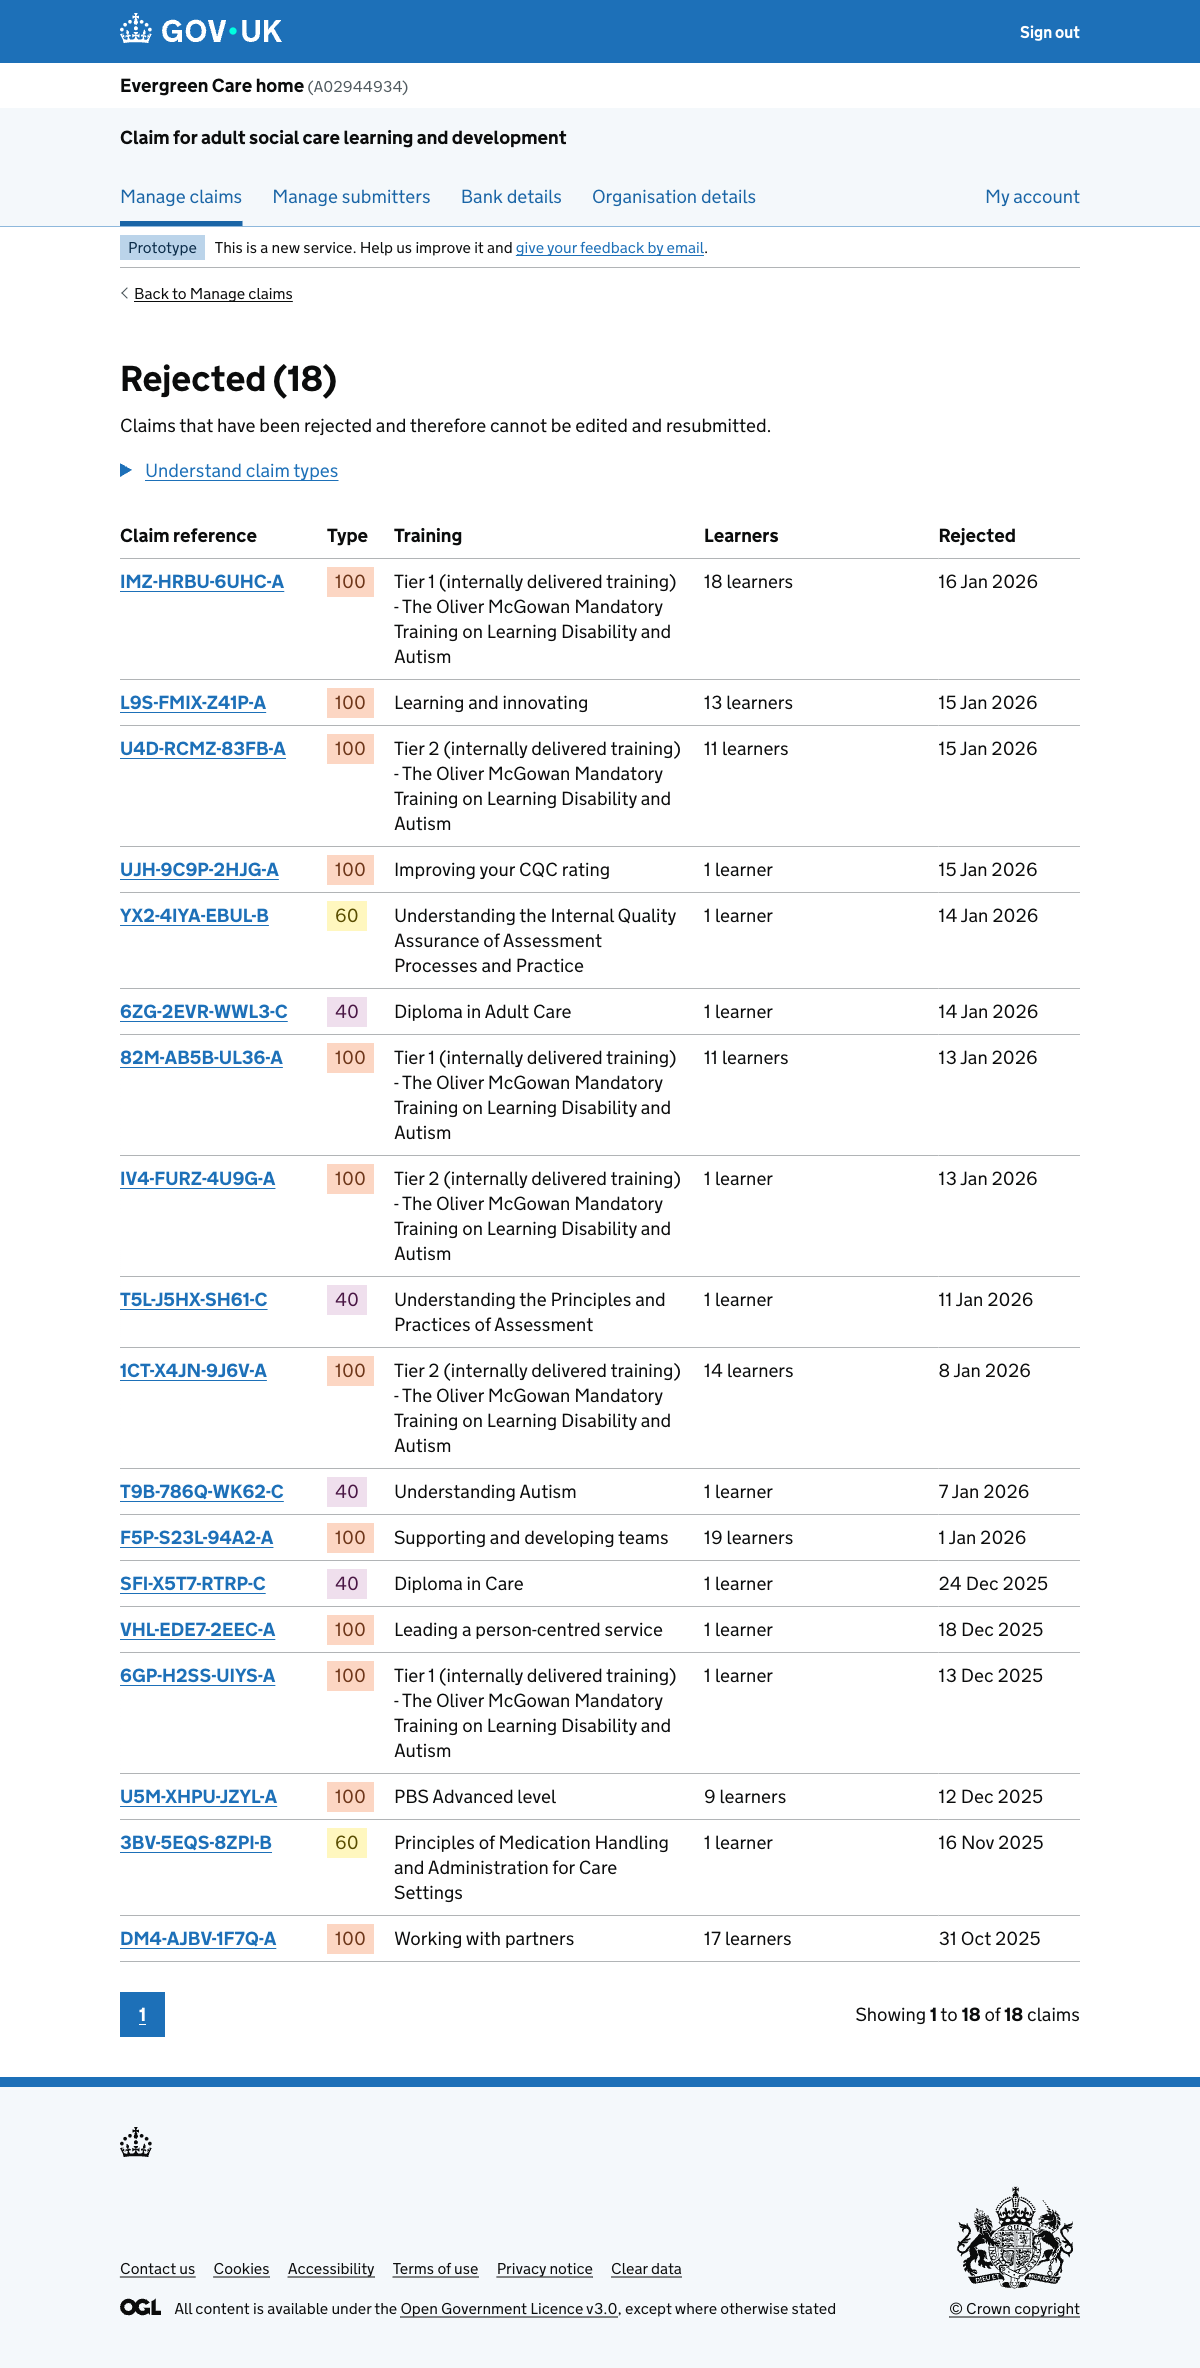 GOV·UK
Sign out
Evergreen Care home (A02944934)
Claim for adult social care learning and development
Manage claims Manage submitters Bank details Organisation details My account
Prototype This is a new service. Help us improve it and give your feedback by email.
Back to Manage claims
Rejected (18)
Claims that have been rejected and therefore cannot be edited and resubmitted.
Understand claim types
Claim reference Type Training Learners Rejected
IMZ-HRBU-6UHC-A 100 Tier 1 (internally delivered training) 18 learners 16 Jan 2026
- The Oliver McGowan Mandatory
Training on Learning Disability and
Autism
L9S-FMIX-Z41P-A 100 Learning and innovating 13 learners 15 Jan 2026
U4D-RCMZ-83FB-A 100 Tier 2 (internally delivered training) 11 learners 15 Jan 2026
- The Oliver McGowan Mandatory
Training on Learning Disability and
Autism
UJH-9C9P-2HJG-A 100 Improving your CQC rating 1 learner 15 Jan 2026
YX2-4IYA-EBUL-B 60 Understanding the Internal Quality 1 learner 14 Jan 2026
Assurance of Assessment
Processes and Practice
6ZG-2EVR-WWL3-C 40 Diploma in Adult Care 1 learner 14 Jan 2026
82M-AB5B-UL36-A 100 Tier 1 (internally delivered training) 11 learners 13 Jan 2026
- The Oliver McGowan Mandatory
Training on Learning Disability and
Autism
IV4-FURZ-4U9G-A 100 Tier 2 (internally delivered training) 1 learner 13 Jan 2026
- The Oliver McGowan Mandatory
Training on Learning Disability and
Autism
T5L-J5HX-SH61-C 40 Understanding the Principles and 1 learner 11 Jan 2026
Practices of Assessment
1CT-X4JN-9J6V-A 100 Tier 2 (internally delivered training) 14 learners 8 Jan 2026
- The Oliver McGowan Mandatory
Training on Learning Disability and
Autism
T9B-786Q-WK62-C 40 Understanding Autism 1 learner 7 Jan 2026
F5P-S23L-94A2-A 100 Supporting and developing teams 19 learners 1 Jan 2026
SFI-X5T7-RTRP-C 40 Diploma in Care 1 learner 24 Dec 2025
VHL-EDE7-2EEC-A 100 Leading a person-centred service 1 learner 18 Dec 2025
6GP-H2SS-UIYS-A 100 Tier 1 (internally delivered training) 1 learner 13 Dec 2025
- The Oliver McGowan Mandatory
Training on Learning Disability and
Autism
U5M-XHPU-JZYL-A 100 PBS Advanced level 9 learners 12 Dec 2025
3BV-5EQS-8ZPI-B 60 Principles of Medication Handling 1 learner 16 Nov 2025
and Administration for Care
Settings
DM4-AJBV-1F7Q-A 100 Working with partners 17 learners 31 Oct 2025
1 Showing 1 to 18 of 18 claims
Contact us Cookies Accessibility Terms of use Privacy notice Clear data
OGL All content is available under the Open Government Licence v3.0, except where otherwise stated © Crown copyright